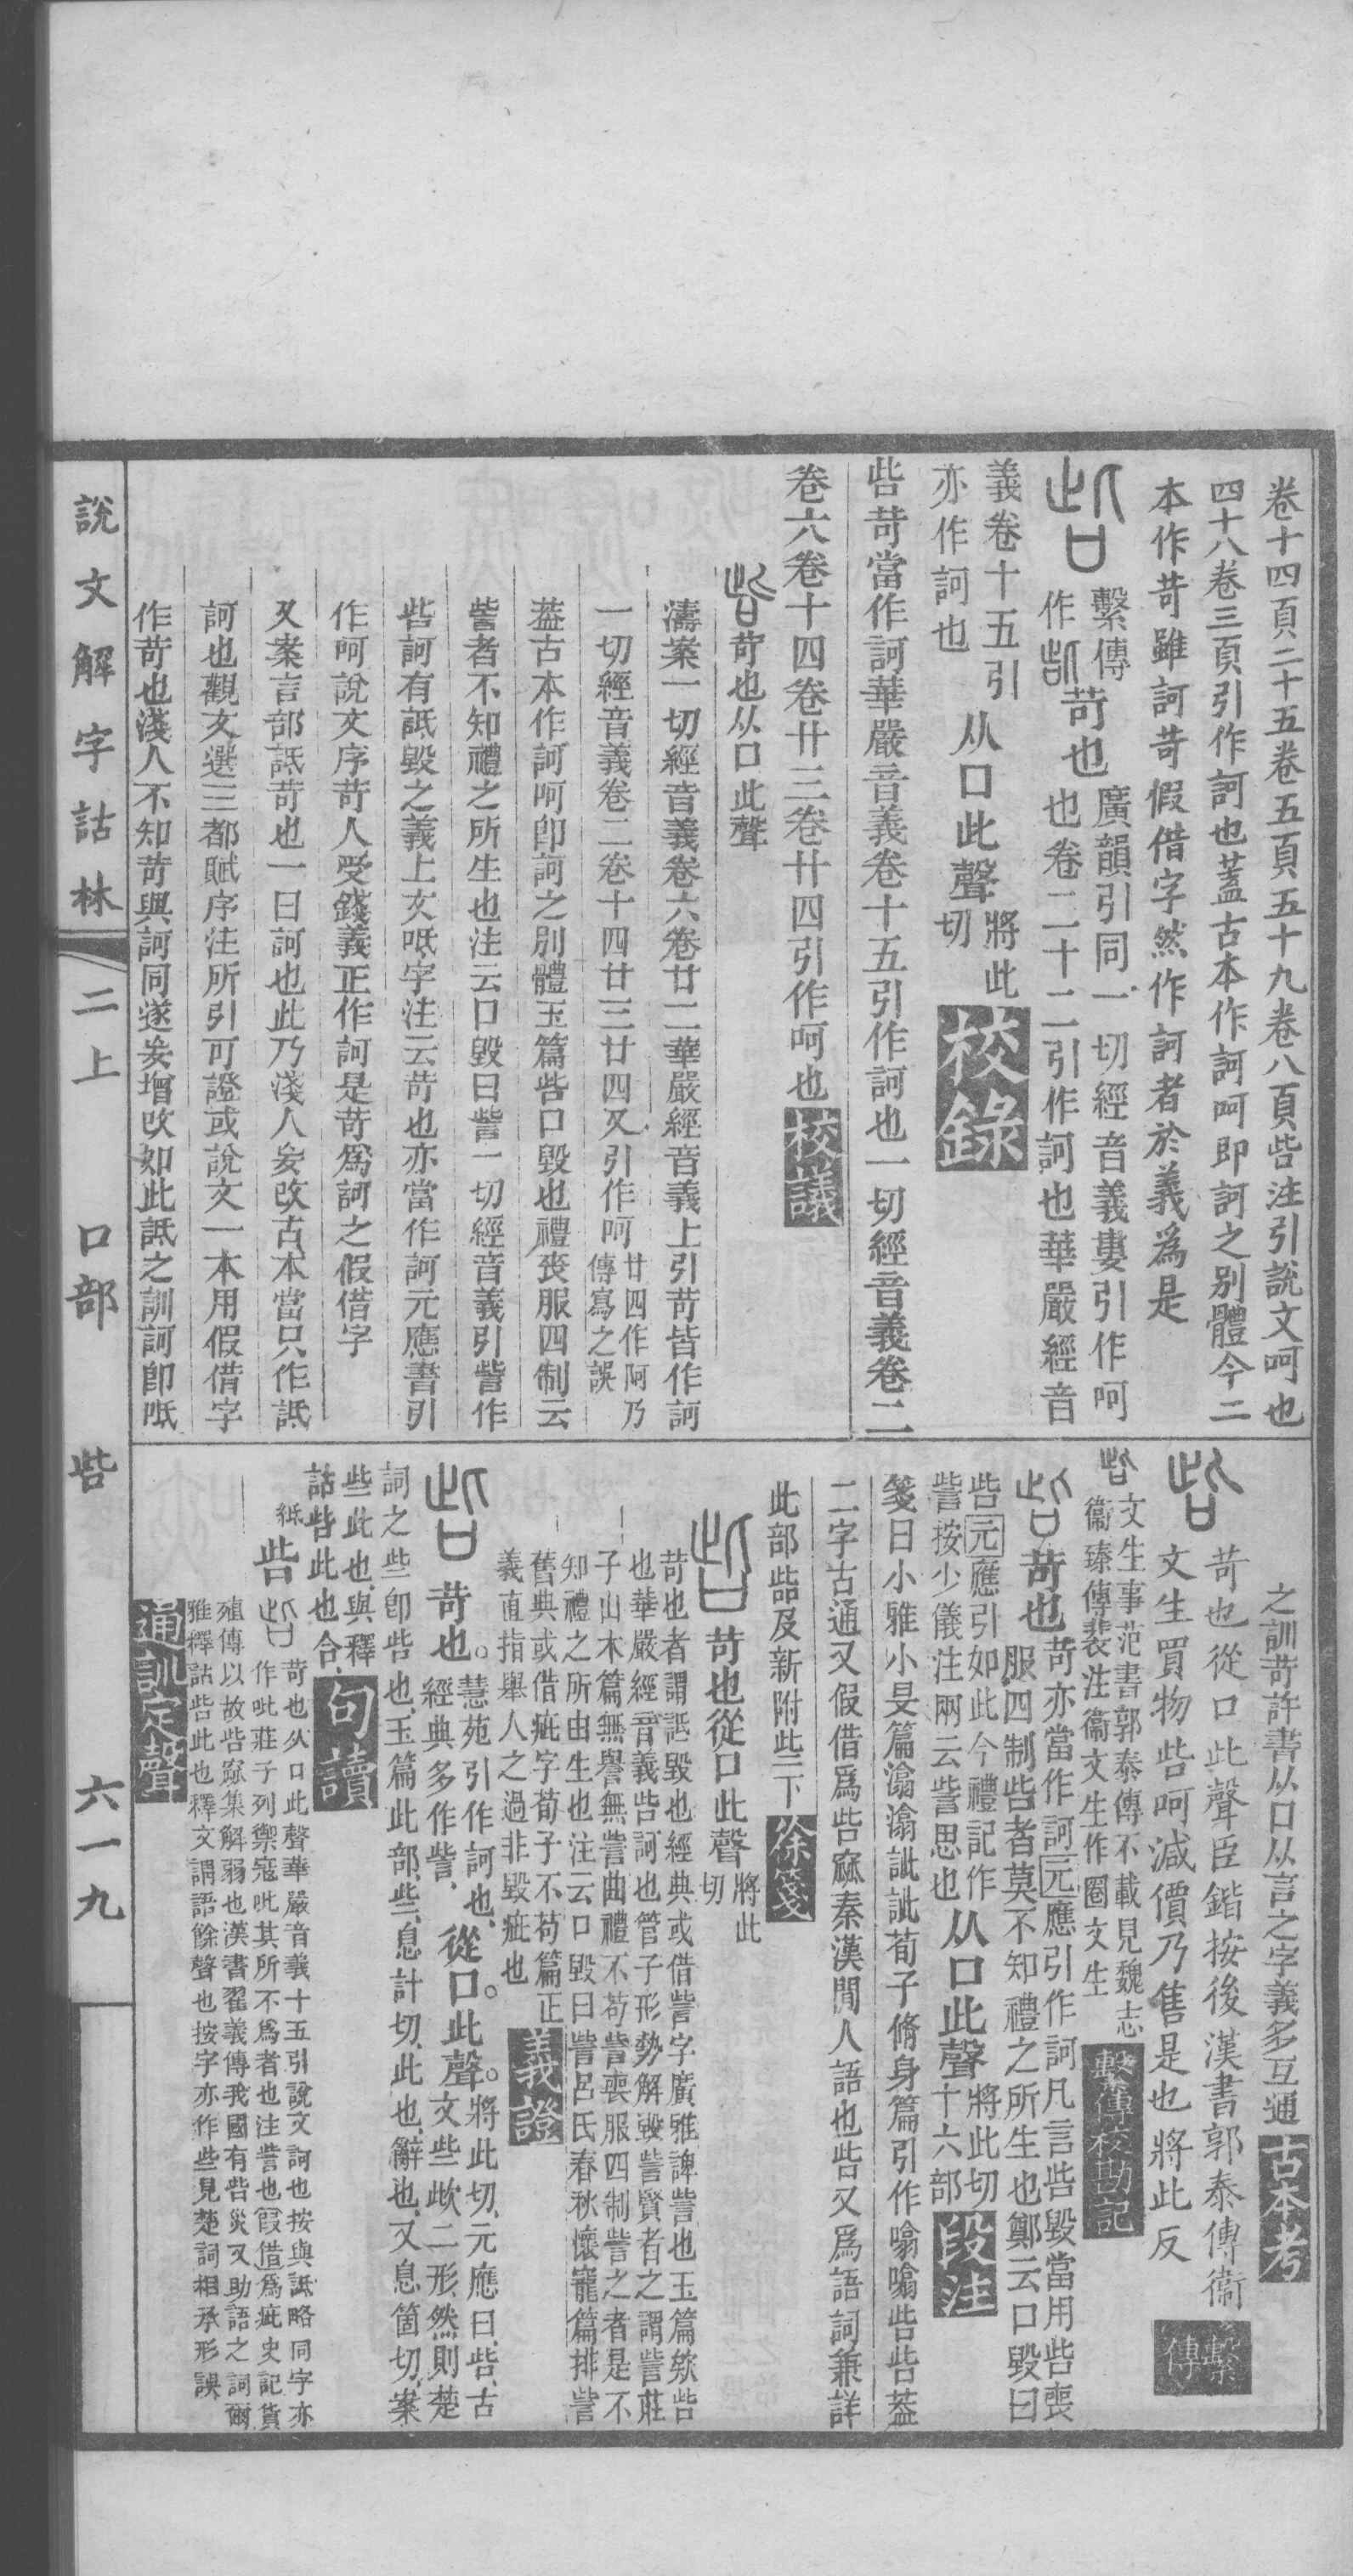 卷十四頁二十五卷五頁五十九卷八頁呰注引說文呵也
四十八卷三頁引作訶也蓋古本作訶呵即訶之別體今二
本作苛雖訶苛假借字然作訶者於義爲是
繫傳
作
苛也
廣韻引同一切經音義婁引作呵
也卷二十二引作訶也華嚴經音
義卷十五引
亦作訶也
从口此聲
將此
切
校錄
呰苛當作訶華嚴音義卷十五引作訶也一切經音義卷二
卷六卷十四卷廿三卷廿四引作呵也
校議
呰苛也从口此聲
濤案一切經音義卷六卷廿二華嚴經音義上引苛皆作訶
一切經音義卷二卷十四廿三廿四又引作呵
廿四作阿乃
傳寫之誤
葢古本作訶呵卽訶之別體玉篇呰口毀也禮喪服四制云
訾者不知禮之所生也注云口毀曰訾一切經音義引訾作
呰訶有詆毀之義上文呧字注云苛也亦當作訶元應書引
作呵說文序苛人受錢義正作訶是苛爲訶之假借字
又案言部詆苛也一曰訶也此乃淺人妄改古本當只作詆
訶也觀文選三都賦序注所引可證或說文一本用假借字
作苛也淺人不知苛與訶同遂妄增改如此詆之訓訶卽呧
之訓苛許書从口从言之字義多互通
古本考
呰
苛也從口此聲臣鍇按後漢書郭泰傳衞
文生買物呰呵減價乃售是也將此反
繫傳
呰
文生事范書郭泰傳不載見魏志
衞臻傳裴注衞文生作圈文生
繫傳校勘記
呰
苛也
苛亦當作訶元應引作訶凡言呰毀當用呰喪
服四制呰者莫不知禮之所生也鄭云口毀曰
呰元應引如此今禮記作
訾按少儀注兩云訾思也
从口此聲
將此切
十六部
段注
箋曰小雅小旻篇潝潝訿訿荀子脩身篇引作噏噏呰呰葢
二字古通又假借爲呰窳秦漢閒人語也呰又爲語詞兼詳
此部啙及新附些下
徐箋
呰
苛也從口此聲
將此
切
苛也者謂詆毀也經典或借訾字廣雅諀訾也玉篇欸呰
也華嚴經音義呰訶也管子形勢解毀訾賢者之謂訾莊
子山木篇無譽無訾曲禮不苟訾喪服四制訾之者是不
知禮之所由生也注云口毀曰訾呂氏春秋懷寵篇排訾
舊典或借疵字荀子不苟篇正
義直指舉人之過非毀疵也
義證
呰
苛也。
慧苑引作訶也、
經典多作訾、
從口。此聲。
將此切、元應曰、呰、古
文些欪二形、然則楚
詞之些卽呰也、玉篇此部、些、息計切、此也、辭也、又息箇切、案
些此也、與釋
詁呰此也合、
句讀
紙
呰
苛也从口此聲華嚴音義十五引說文訶也按與詆略同字亦
作吡莊子列禦寇吡其所不爲者也注訾也叚借爲疵史記貨
殖傳以故呰窳集解弱也漢書翟義傳我國有呰災又助語之詞爾
雅釋詁呰此也釋文謂語餘聲也按字亦作些見楚詞相承形誤
通訓定聲
說文解字詁林
二上
口部
呰
六一九